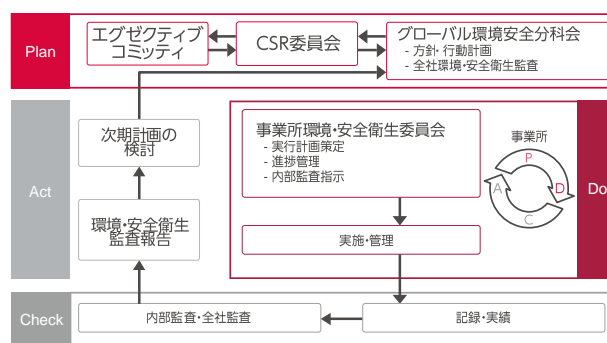 Plan
エグゼクティブ
コミッティ
CSR委員会
グローバル環境安全分科会
- 方針・行動計画
- 全社環境・安全衛生監査
Act
次期計画の
検討
環境・安全衛生
監査報告
事業所環境・安全衛生委員会
- 実行計画策定
- 進捗管理
- 内部監査指示
実施・管理
事業所
P
D
C
A
Do
Check
内部監査・全社監査
記録・実績